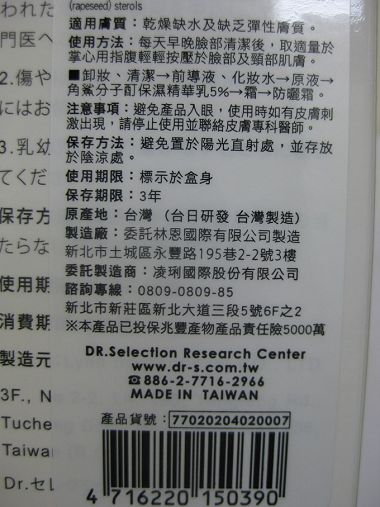 (rapeseed) sterols
適用膚質：乾燥缺水及缺乏彈性膚質。
使用方法：每天早晚臉部清潔後，取適量於
掌心用指腹輕輕按壓於臉部及頸部肌膚。
■卸妝、清潔→前導液、化妝水→原液→
角鯊分子酊保濕精華乳5%→霜→防曬霜。
注意事項：避免產品入眼，使用時如有皮膚刺
激出現，請停止使用並聯絡皮膚專科醫師。
保存方法：避免置於陽光直射處，並存放
於陰涼處。
使用期限：標示於盒身
保存期限：3年
原產地：台灣（台日研發 台灣製造）
製造廠：委託林恩國際有限公司製造
新北市土城區永豐路195巷2-2號3樓
委託製造商：凌琍國際股份有限公司
諮詢專線：0809-0809-85
新北市新莊區新北大道三段5號6F之2
※本產品已投保兆豐產物產品責任險5000萬
DR.Selection Research Center
www.dr-s.com.tw
☎886-2-7716-2966
MADE IN TAIWAN
產品貨號：77020204020007
4 716220 150390
われた
門医へ
2.傷や
にはお
3.乳幼
てくだ
保存方
たらな
使用期
消費期
製造元
3F., N
Tuche
Taiwa
Dr.セレ